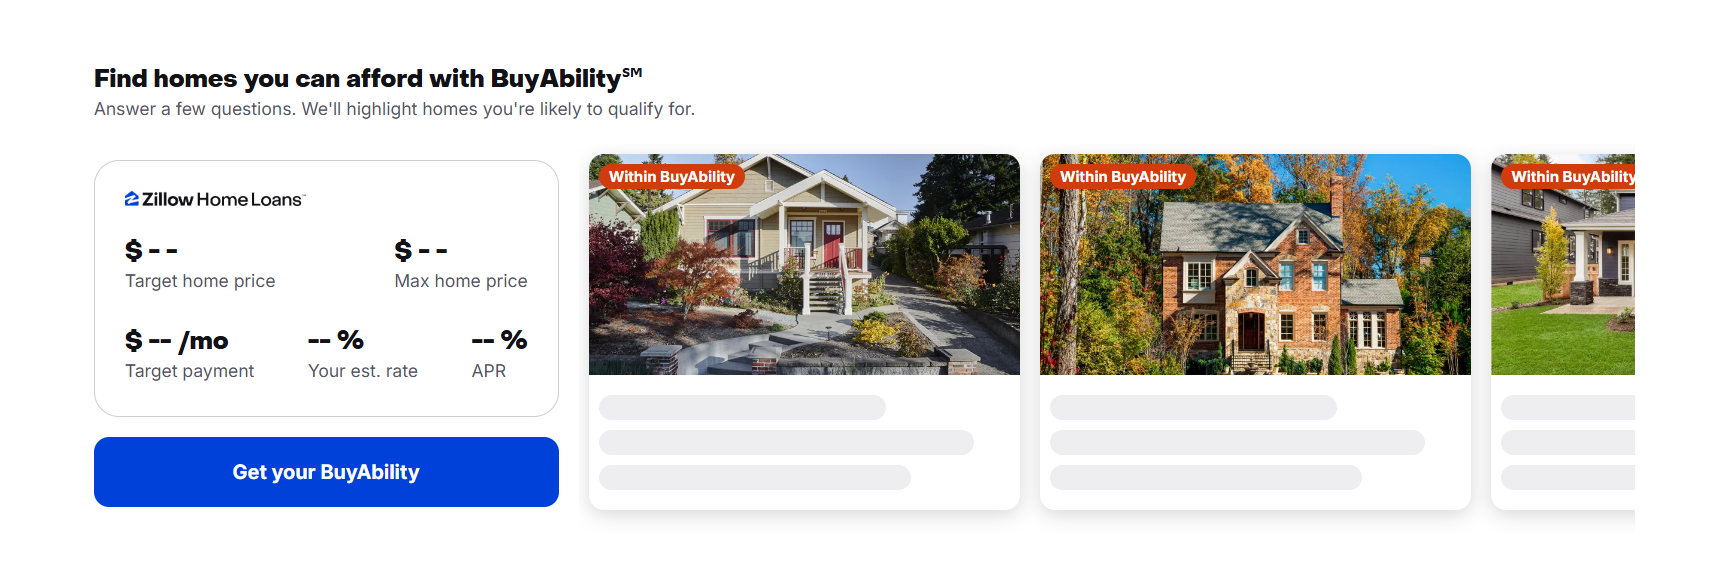 Find homes you can afford with BuyAbility℠
Answer a few questions. We'll highlight homes you're likely to qualify for.
Zillow Home Loans™
$ - -
Target home price
$ - -
Max home price
$ -- /mo
Target payment
-- %
Your est. rate
-- %
APR
Get your BuyAbility
Within BuyAbility
Within BuyAbility
Within BuyAbility